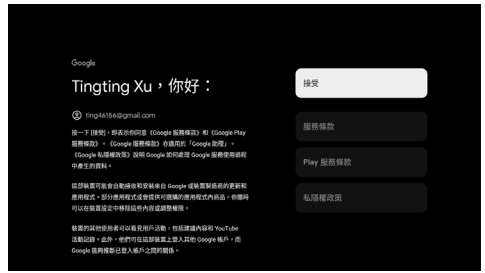 Google
Tingting Xu，你好：
ting46156@gmail.com
按一下 [接受]，即表示你同意《Google 服務條款》和《Google Play
服務條款》。《Google 服務條款》亦適用於「Google 助理」。
《Google 私隱權政策》說明 Google 如何處理 Google 服務使用過程
中產生的資料。
這部裝置可能會自動接收和安裝來自 Google 或裝置製造商的更新和
應用程式。部分應用程式或會提供可選購的應用程式內商品。你隨時
可以在裝置設定中移除這些內容或調整權限。
裝置的其他使用者可以看見用戶活動，包括建議內容和 YouTube
活動記錄。此外，他們可在這部裝置上登入其他 Google 帳戶，而
Google 能夠推斷已登入帳戶之間的關係。
接受
服務條款
Play 服務條款
私隱權政策